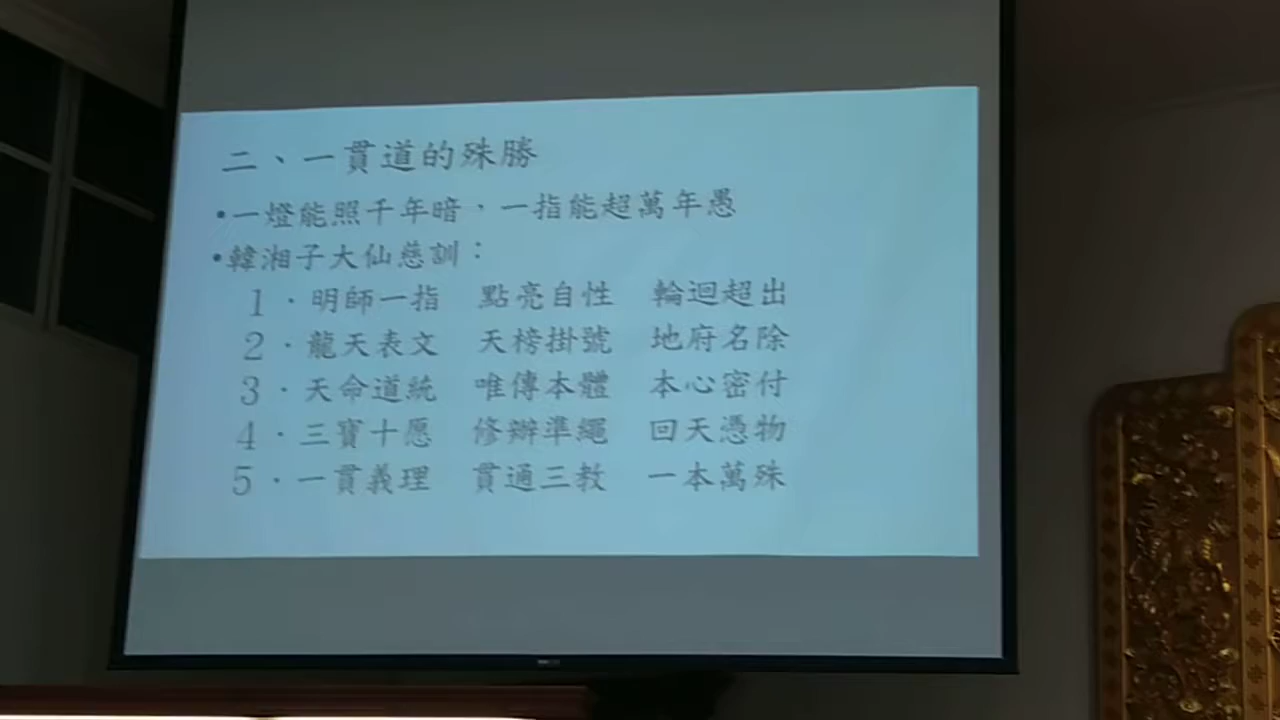 二、一貫道的殊勝
•一燈能照千年暗，一指能超萬年愚
•韓湘子大仙慈訓：
1．明師一指　點亮自性　輪迴超出
2．龍天表文　天榜掛號　地府名除
3．天命道統　唯傳本體　本心密付
4．三寶十愿　修辦準繩　回天憑物
5．一貫義理　貫通三教　一本萬殊